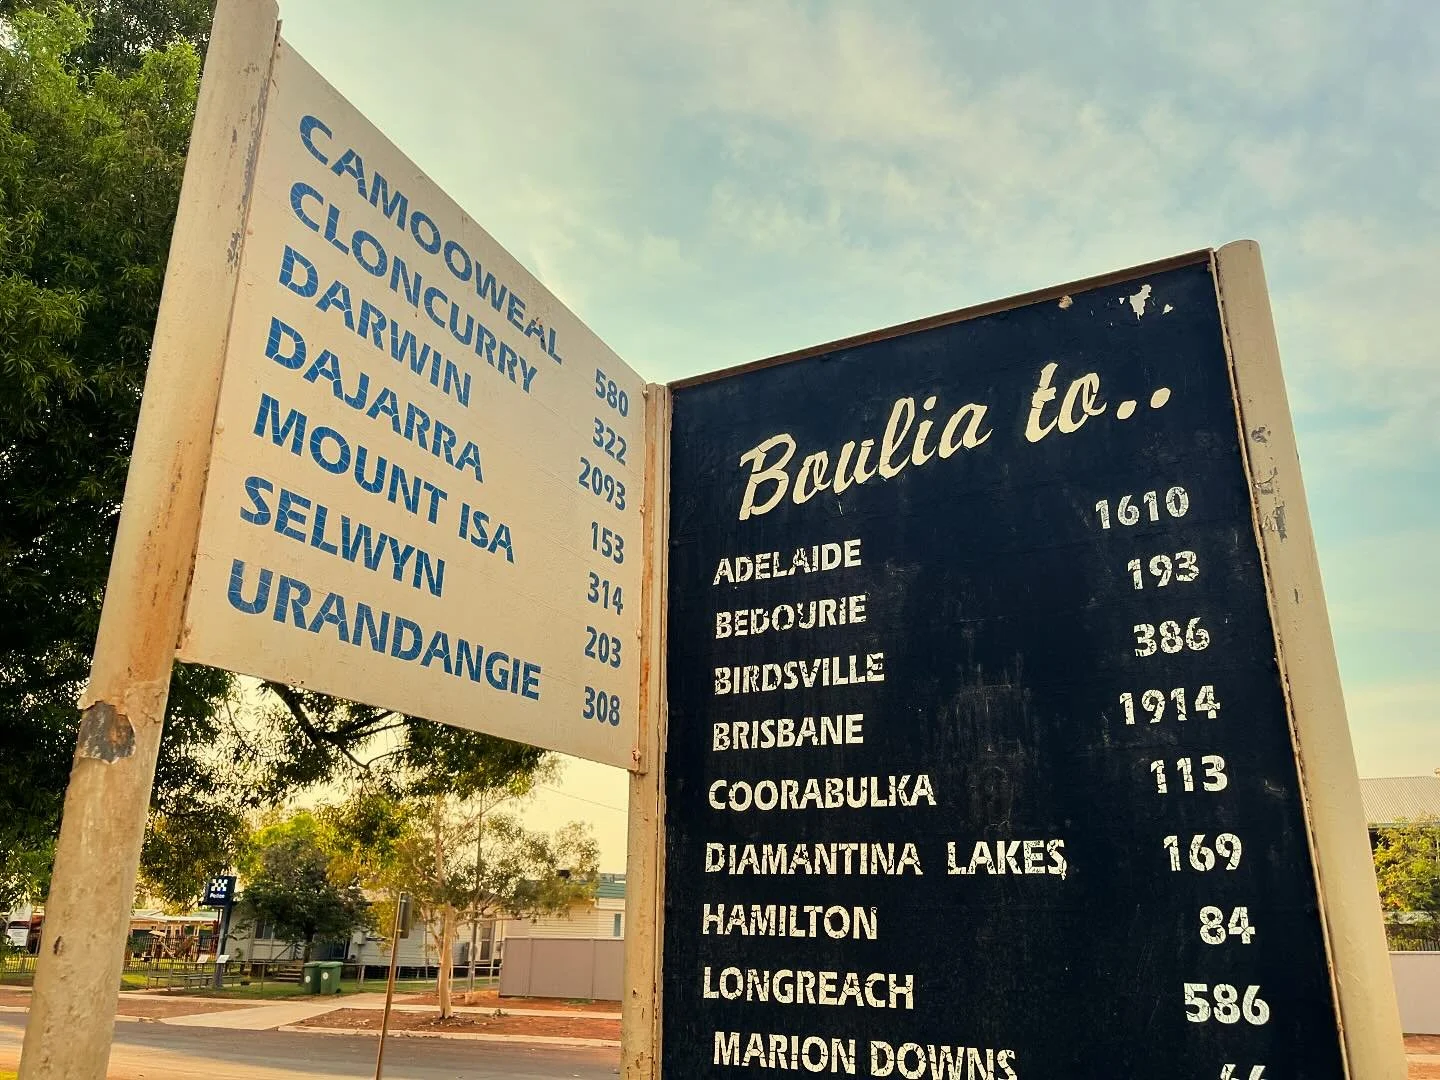 CAMOOWEAL 580
CLONCURRY 322
DARWIN 2093
DAJARRA 153
MOUNT ISA 314
SELWYN 203
URANDANGIE 308
Boulia to..
ADELAIDE 1610
BEDOURIE 193
BIRDSVILLE 386
BRISBANE 1914
COORABULKA 113
DIAMANTINA LAKES 169
HAMILTON 84
LONGREACH 586
MARION DOWNS
Police